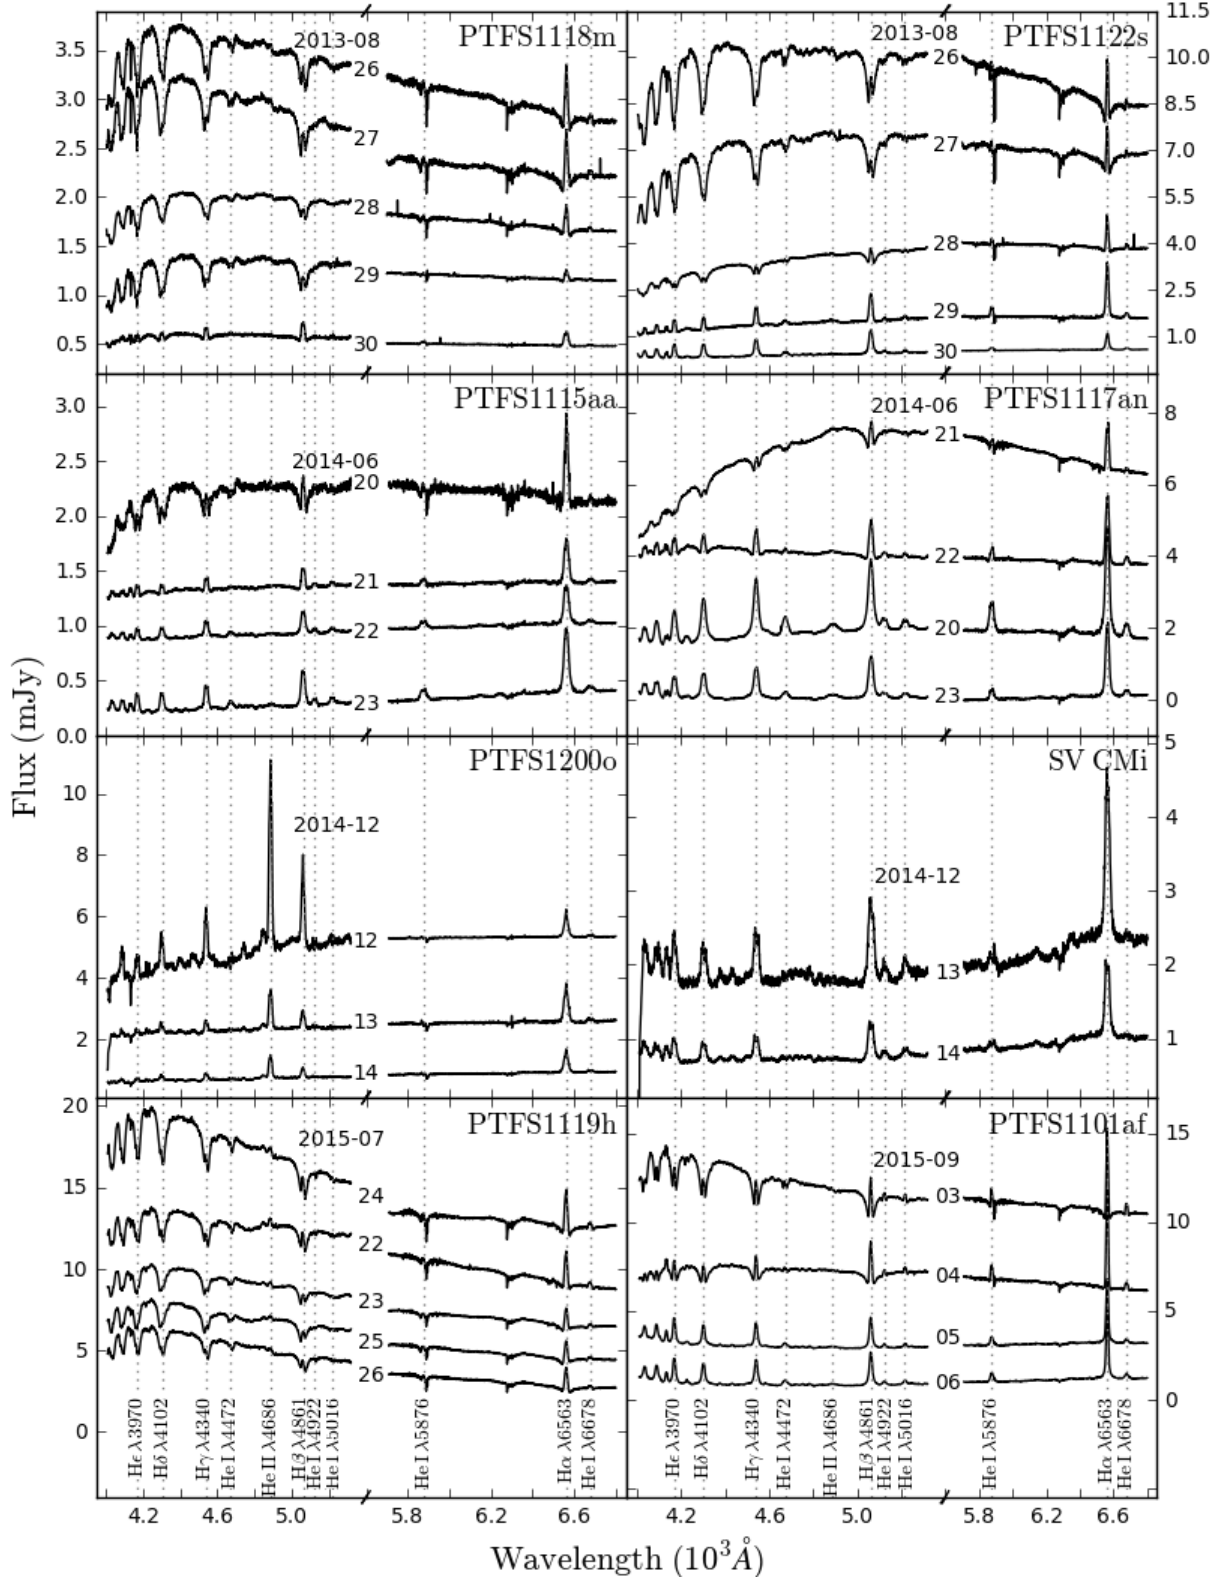 Flux (mJy)
PTFS1118m
2013-08
26
27
28
29
30
3.5
3.0
2.5
2.0
1.5
1.0
0.5
PTFS1122s
2013-08
26
27
28
29
30
11.5
10.0
8.5
7.0
5.5
4.0
2.5
1.0
PTFS1115aa
2014-06
20
21
22
23
3.0
2.5
2.0
1.5
1.0
0.5
0.0
PTFS1117an
2014-06
21
22
20
23
8
6
4
2
0
PTFS1200o
2014-12
12
13
14
10
8
6
4
2
SV CMi
2014-12
13
14
5
4
3
2
1
PTFS1119h
2015-07
24
22
23
25
26
20
15
10
5
0
Hϵ λ3970
Hδ λ4102
Hγ λ4340
He I λ4472
He II λ4686
Hβ λ4861
He I λ4922
He I λ5016
He I λ5876
Hα λ6563
He I λ6678
PTFS1101af
2015-09
03
04
05
06
15
10
5
0
Hϵ λ3970
Hδ λ4102
Hγ λ4340
He I λ4472
He II λ4686
Hβ λ4861
He I λ4922
He I λ5016
He I λ5876
Hα λ6563
He I λ6678
4.2 4.6 5.0 5.8 6.2 6.6 4.2 4.6 5.0 5.8 6.2 6.6
Wavelength (10³Å)